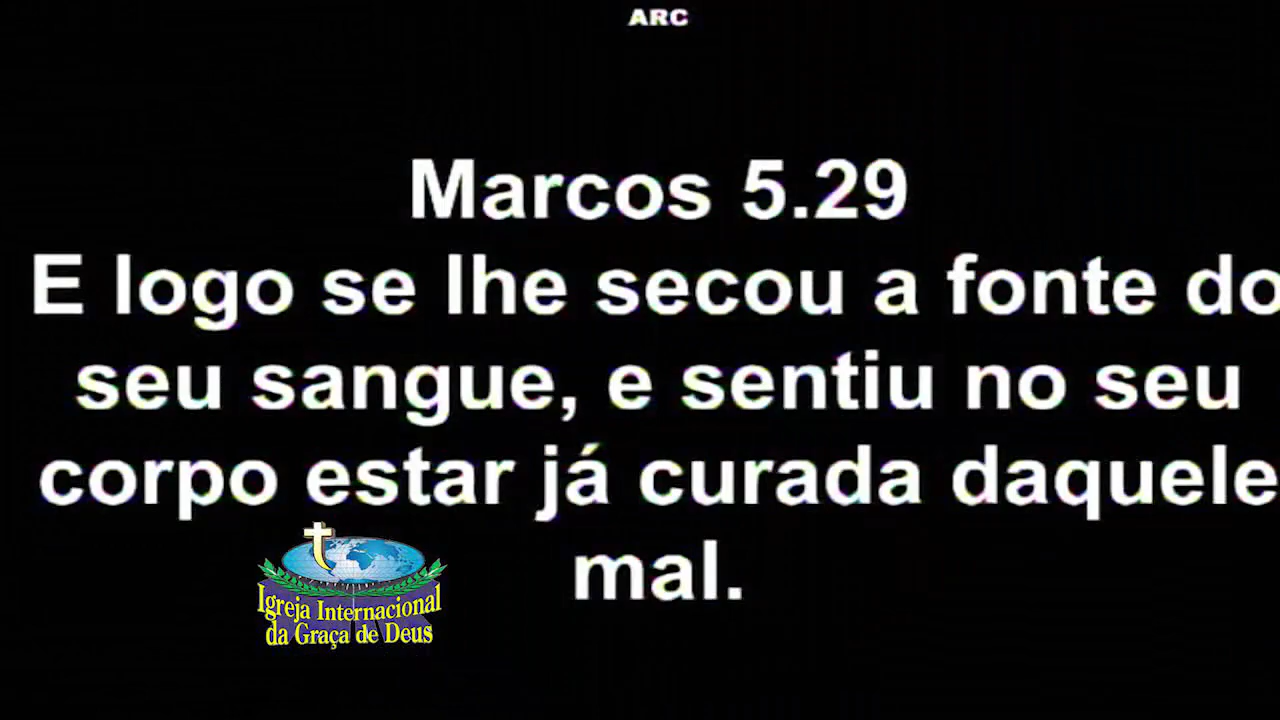 ARC
Marcos 5.29
E logo se lhe secou a fonte do
seu sangue, e sentiu no seu
corpo estar já curada daquele
mal.
Igreja Internacional
da Graça de Deus